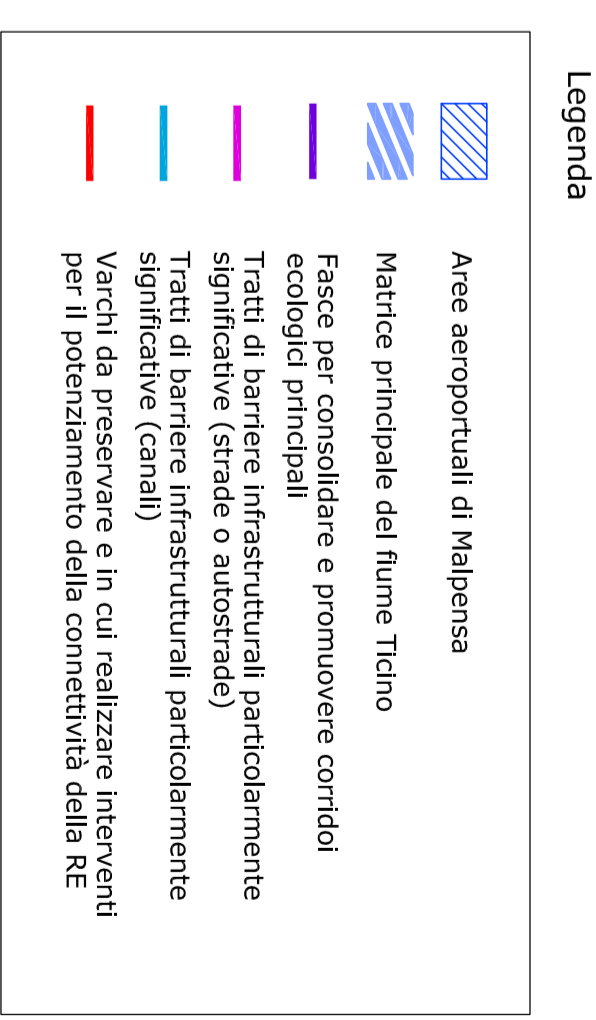 Legenda
Aree aeroportuali di Malpensa
Matrice principale del fiume Ticino
Fasce per consolidare e promuovere corridoi
ecologici principali
Tratti di barriere infrastrutturali particolarmente
significative (strade o autostrade)
Tratti di barriere infrastrutturali particolarmente
significative (canali)
Varchi da preservare e in cui realizzare interventi
per il potenziamento della connettività della RE